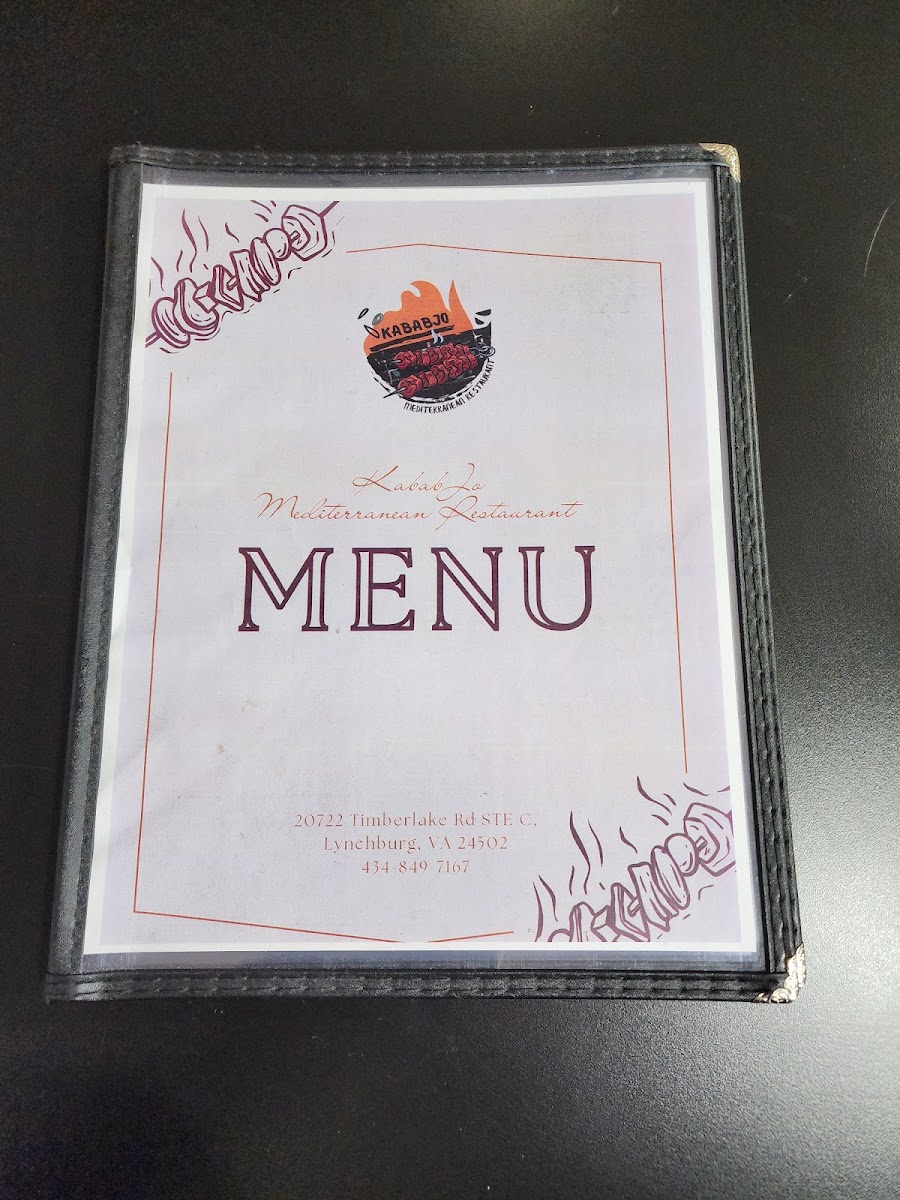 KABABJO
MEDITERRANEAN RESTAURANT
KababJo
Mediterranean Restaurant
MENU
20722 Timberlake Rd STE C,
Lynchburg, VA 24502
434-849-7167